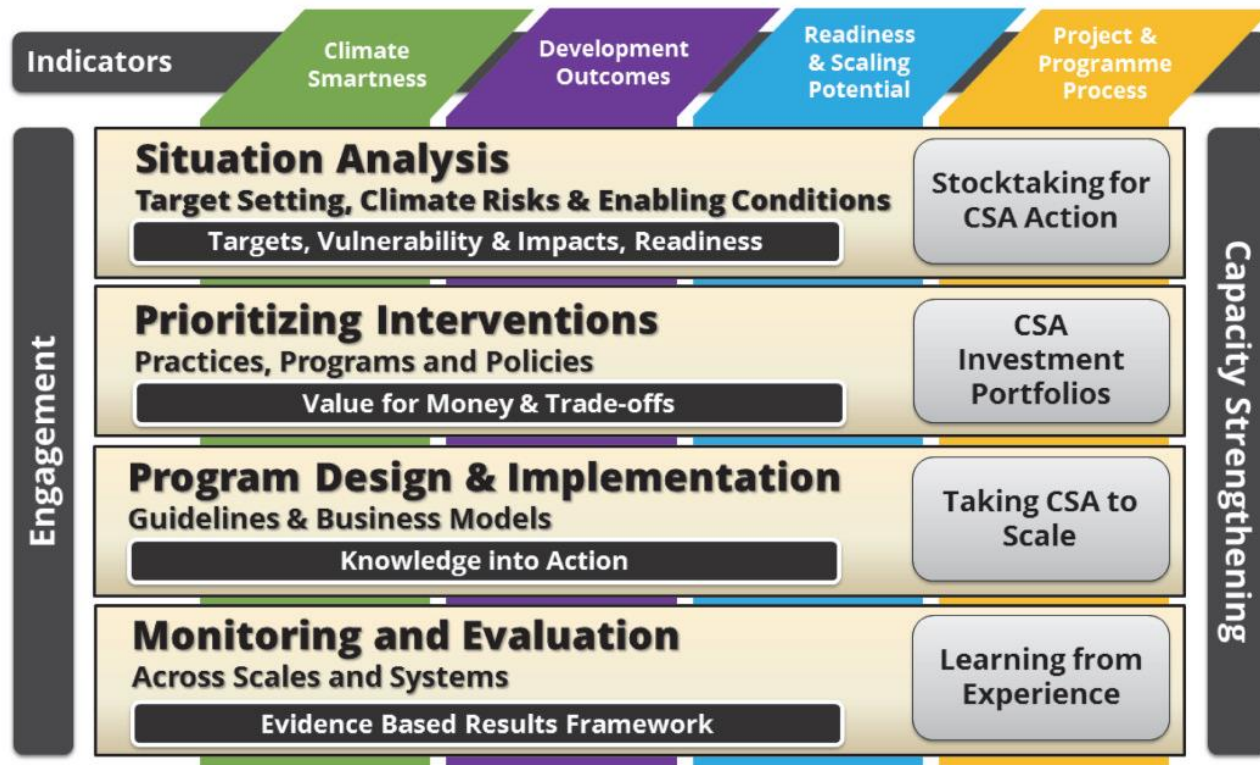 Indicators
Climate
Smartness
Development
Outcomes
Readiness
& Scaling
Potential
Project &
Programme
Process
Engagement
Situation Analysis
Target Setting, Climate Risks & Enabling Conditions
Targets, Vulnerability & Impacts, Readiness
Stocktaking for
CSA Action
Prioritizing Interventions
Practices, Programs and Policies
Value for Money & Trade-offs
CSA
Investment
Portfolios
Program Design & Implementation
Guidelines & Business Models
Knowledge into Action
Taking CSA to
Scale
Monitoring and Evaluation
Across Scales and Systems
Evidence Based Results Framework
Learning from
Experience
Capacity Strengthening